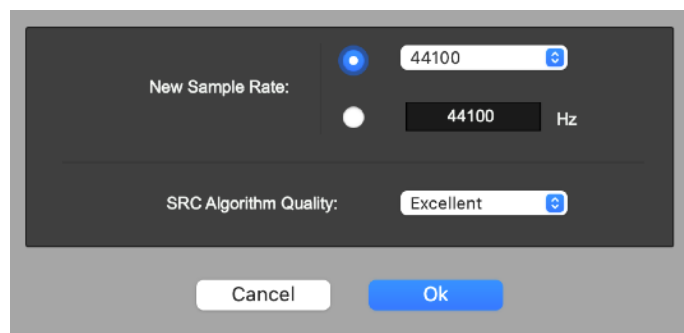 44100
New Sample Rate:
44100 Hz
SRC Algorithm Quality: Excellent
Cancel Ok